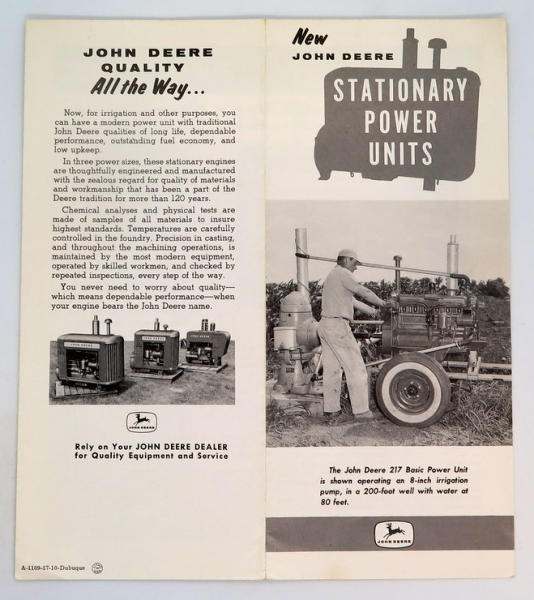 JOHN DEERE
QUALITY
All the Way...
Now, for irrigation and other purposes, you
can have a modern power unit with traditional
John Deere qualities of long life, dependable
performance, outstanding fuel economy, and
low upkeep.
In three power sizes, these stationary engines
are thoughtfully engineered and manufactured
with the zealous regard for quality of materials
and workmanship that has been a part of the
Deere tradition for more than 120 years.
Chemical analyses and physical tests are
made of samples of all materials to insure
highest standards. Temperatures are carefully
controlled in the foundry. Precision in casting,
and throughout the machining operations, is
maintained by the most modern equipment,
operated by skilled workmen, and checked by
repeated inspections, every step of the way.
You never need to worry about quality—
which means dependable performance—when
your engine bears the John Deere name.
JOHN DEERE
Rely on Your JOHN DEERE DEALER
for Quality Equipment and Service
A-1189-57-10-Dubuque
New
JOHN DEERE
STATIONARY
POWER
UNITS
The John Deere 217 Basic Power Unit
is shown operating an 8-inch irrigation
pump, in a 200-foot well with water at
80 feet.
JOHN DEERE